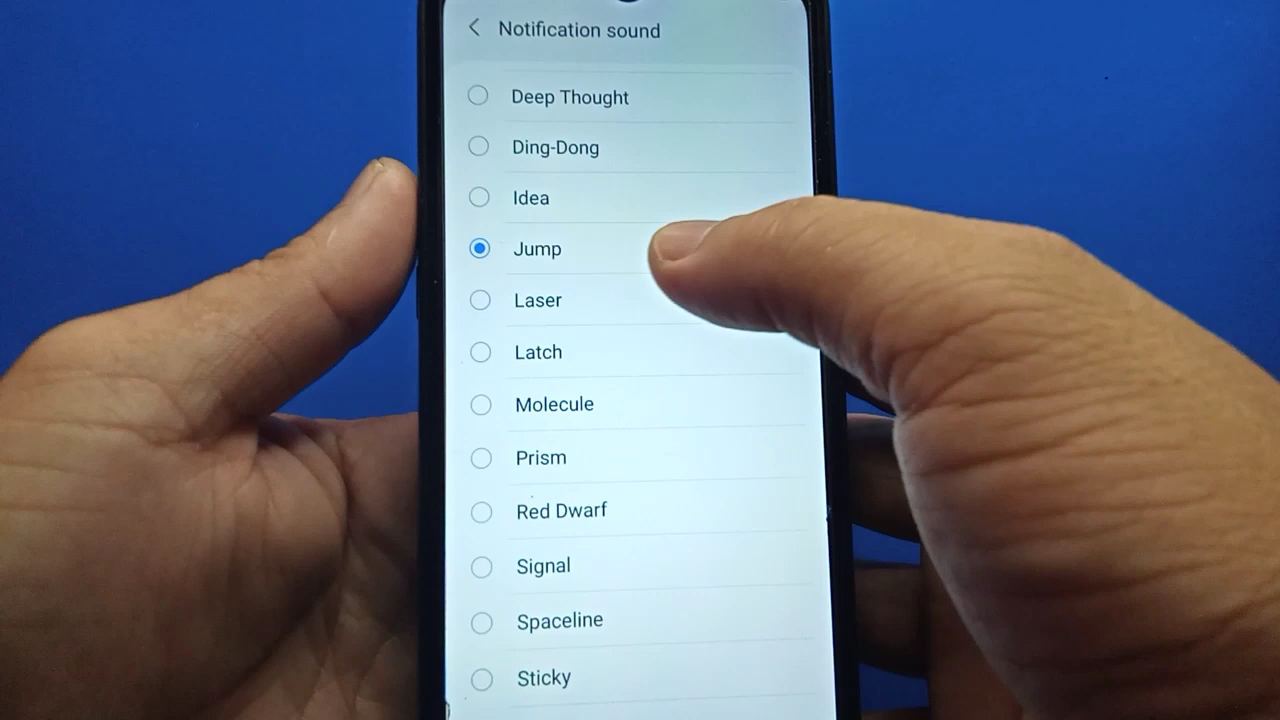 Notification sound
Deep Thought
Ding-Dong
Idea
Jump
Laser
Latch
Molecule
Prism
Red Dwarf
Signal
Spaceline
Sticky